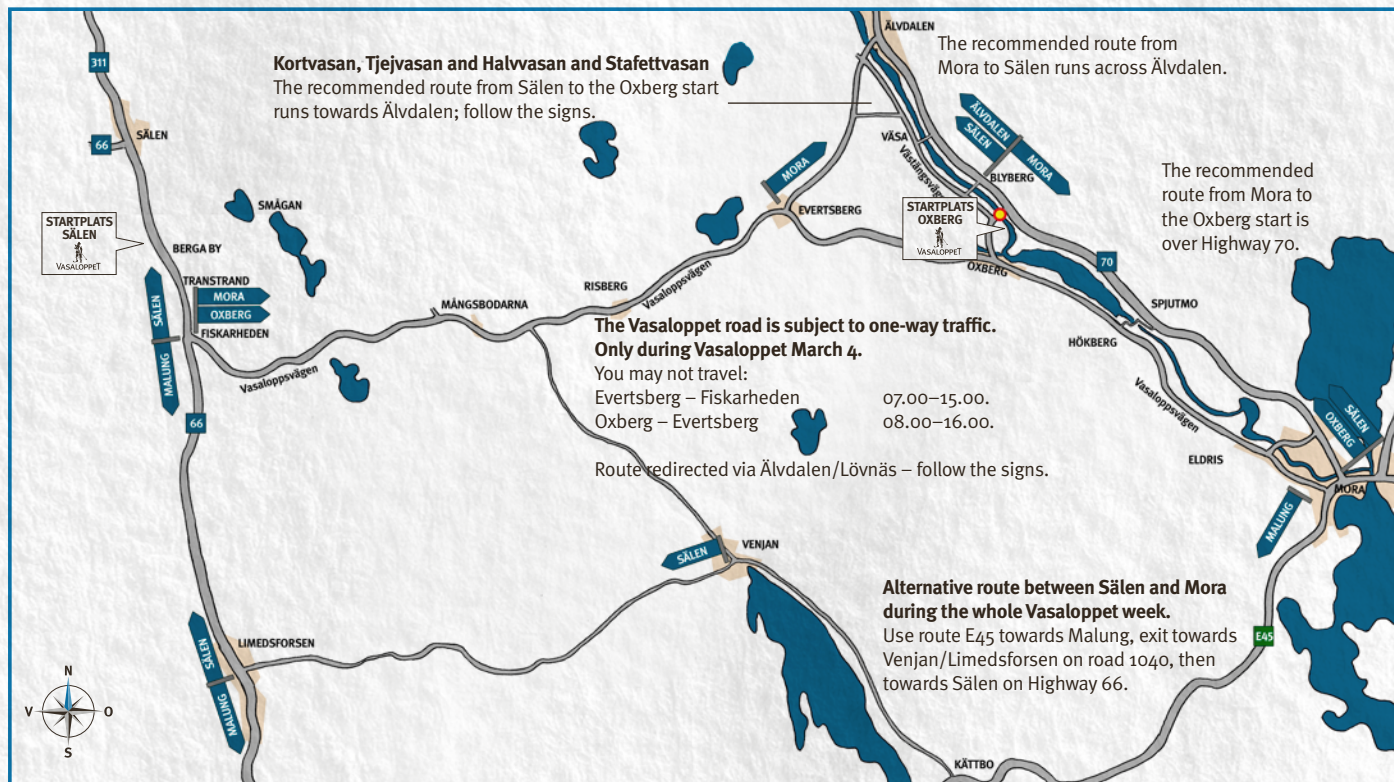 ÄLVDALEN
Kortvasan, Tjejvasan and Halvvasan and Stafettvasan
The recommended route from Sälen to the Oxberg start
runs towards Älvdalen; follow the signs.
The recommended route from
Mora to Sälen runs across Älvdalen.
311
SÄLEN
66
VÄSA
ÄLVDALEN
SÄLEN
MORA
BLYBERG
MORA
The recommended
route from Mora to
the Oxberg start is
over Highway 70.
SMÅGAN
EVERTSBERG
STARTPLATS
OXBERG
VASALOPPET
STARTPLATS
SÄLEN
VASALOPPET
BERGA BY
OXBERG
70
TRANSTRAND
MORA
OXBERG
SÄLEN
MALUNG
FISKARHEDEN
MÅNGSBODARNA
RISBERG
Vasaloppsvägen
SPJUTMO
The Vasaloppet road is subject to one-way traffic.
Only during Vasaloppet March 4.
You may not travel:
Evertsberg – Fiskarheden 07.00–15.00.
Oxberg – Evertsberg 08.00–16.00.
Route redirected via Älvdalen/Lövnäs – follow the signs.
HÖKBERG
Vasaloppsvägen
Vasaloppsvägen
66
SÄLEN
OXBERG
ELDRIS
MORA
MALUNG
VENJAN
SÄLEN
Alternative route between Sälen and Mora
during the whole Vasaloppet week.
Use route E45 towards Malung, exit towards
Venjan/Limedsforsen on road 1040, then
towards Sälen on Highway 66.
E45
LIMEDSFORSEN
SÄLEN
MALUNG
N
V
O
S
KÄTTBO